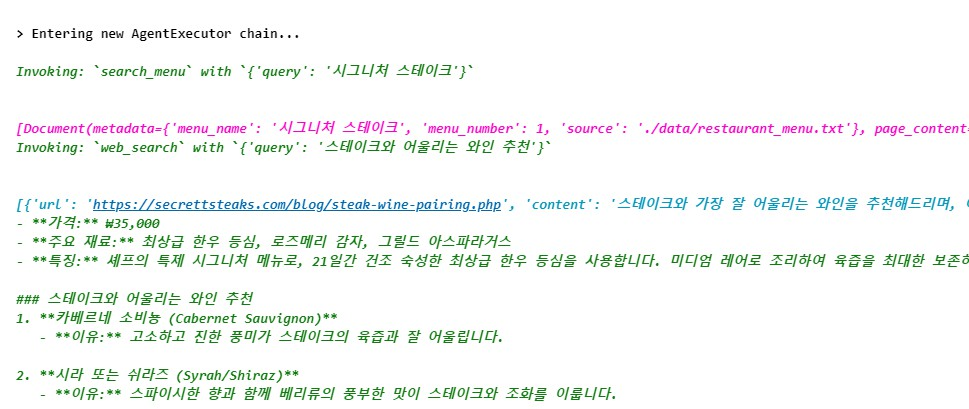 > Entering new AgentExecutor chain...
Invoking: `search_menu` with `{'query': '시그니처 스테이크'}`
[Document(metadata={'menu_name': '시그니처 스테이크', 'menu_number': 1, 'source': './data/restaurant_menu.txt'}, page_content=
Invoking: `web_search` with `{'query': '스테이크와 어울리는 와인 추천'}`
[{'url': 'https://secrettsteaks.com/blog/steak-wine-pairing.php', 'content': '스테이크와 가장 잘 어울리는 와인을 추천해드리며,
- **가격:** ₩35,000
- **주요 재료:** 최상급 한우 등심, 로즈메리 감자, 그릴드 아스파라거스
- **특징:** 셰프의 특제 시그니처 메뉴로, 21일간 건조 숙성한 최상급 한우 등심을 사용합니다. 미디엄 레어로 조리하여 육즙을 최대한 보존하
### 스테이크와 어울리는 와인 추천
1. **카베르네 소비뇽 (Cabernet Sauvignon)**
- **이유:** 고소하고 진한 풍미가 스테이크의 육즙과 잘 어울립니다.
2. **시라 또는 쉬라즈 (Syrah/Shiraz)**
- **이유:** 스파이시한 향과 함께 베리류의 풍부한 맛이 스테이크와 조화를 이룹니다.